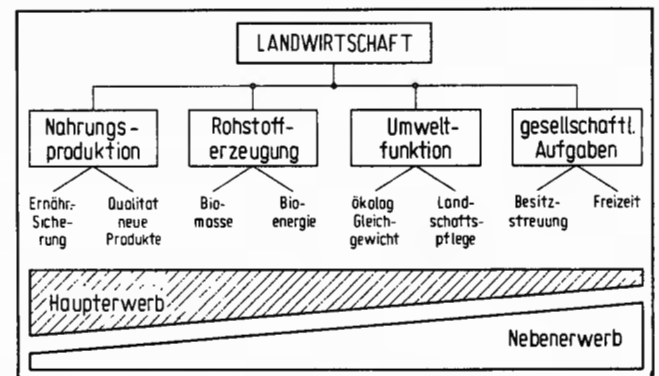 LANDWIRTSCHAFT
Nahrungs-
produktion
Rohstoff-
erzeugung
Umwelt-
funktion
gesellschaftl.
Aufgaben
Ernähr.-
Siche-
rung
Qualität
neue
Produkte
Bio-
masse
Bio-
energie
ökolog
Gleich-
gewicht
Land-
schafts-
pflege
Besitz-
streuung
Freizeit
Haupterwerb
Nebenerwerb